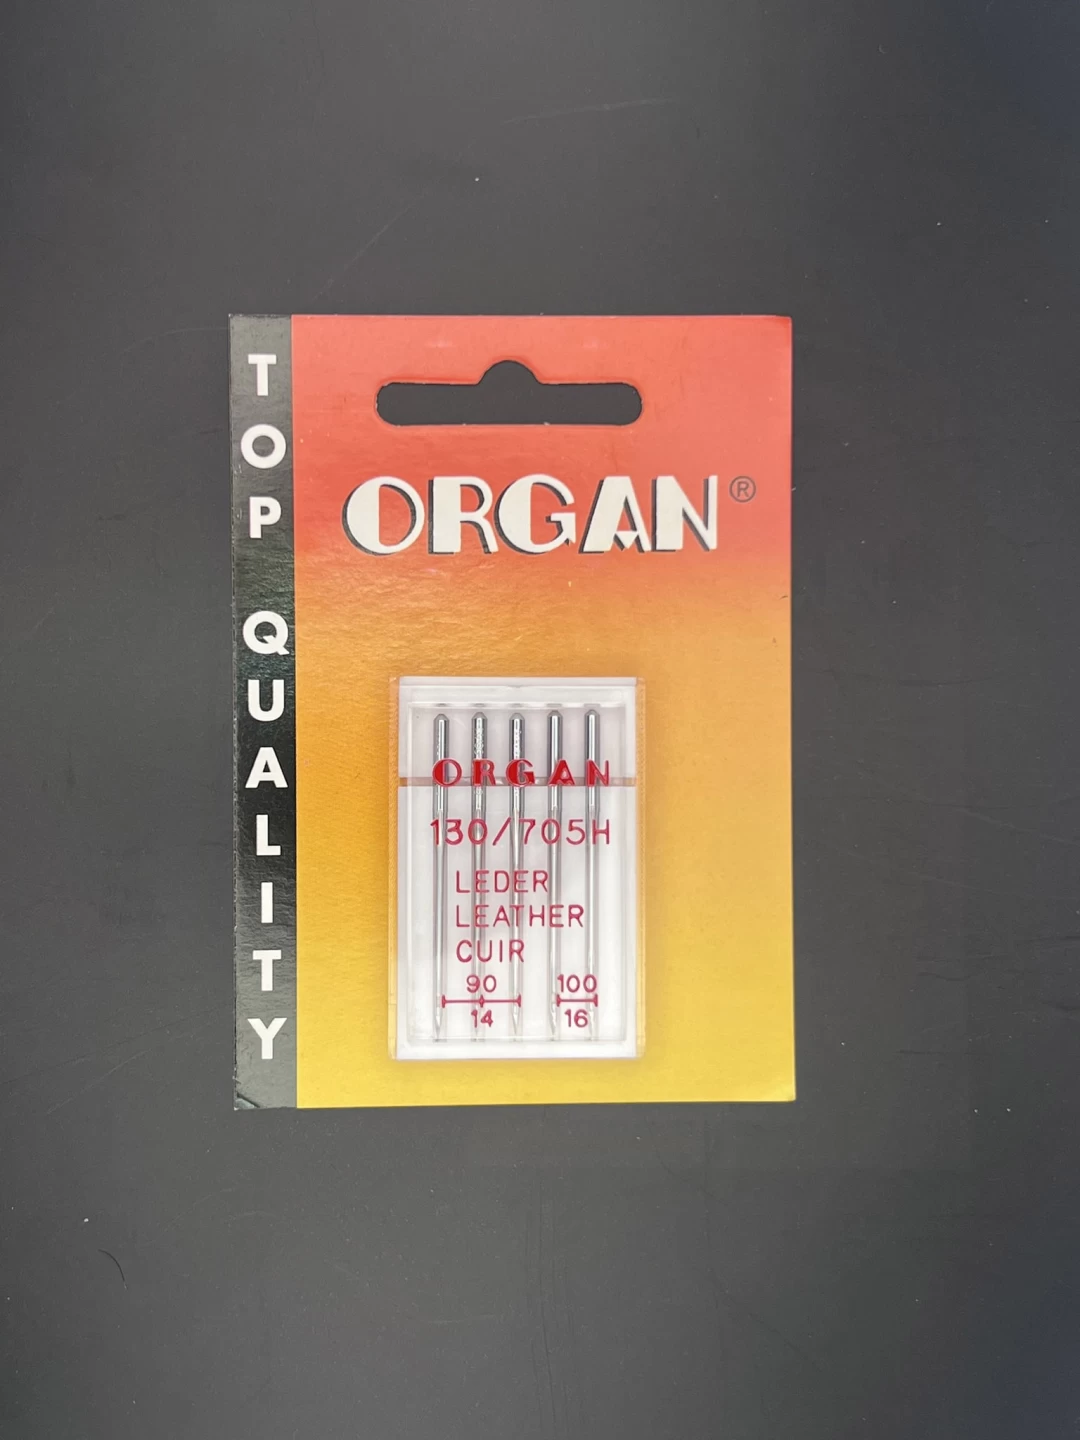 TOP QUALITY
ORGAN®
ORGAN
130/705H
LEDER
LEATHER
CUIR
90 100
14 16